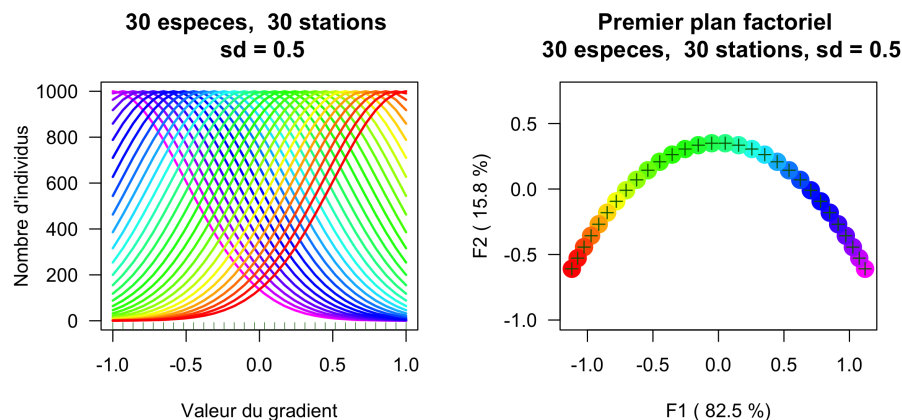 30 especes,  30 stations
sd = 0.5
Nombre d'individus
1000
800
600
400
200
0
-1.0
-0.5
0.0
0.5
1.0
Valeur du gradient
Premier plan factoriel
30 especes,  30 stations, sd = 0.5
F2 ( 15.8 %)
0.5
0.0
-0.5
-1.0
-1.0
-0.5
0.0
0.5
1.0
F1 ( 82.5 %)